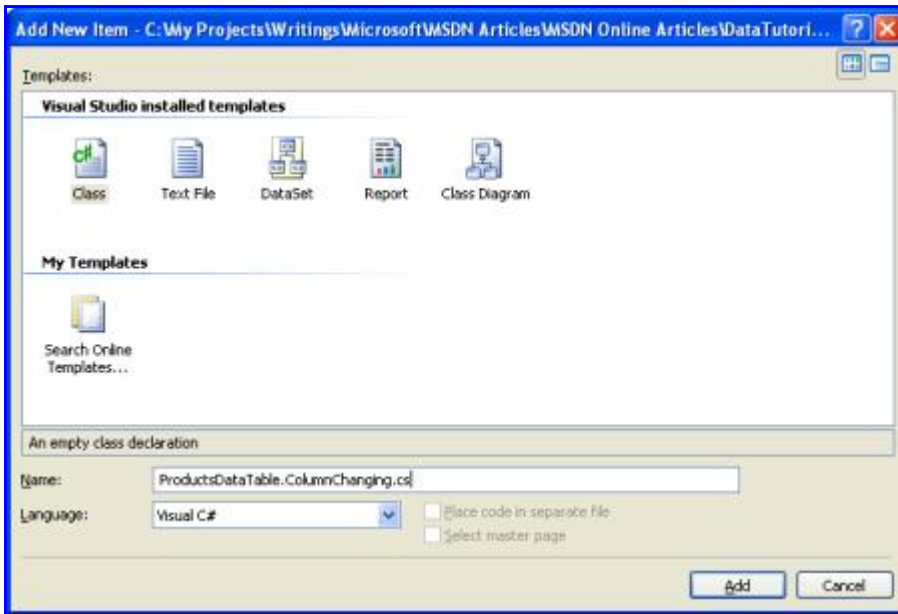 Add New Item - C:\My Projects\Writings\Microsoft\MSDN Articles\MSDN Online Articles\DataTutori...
Templates:
Visual Studio installed templates
Class
Text File
DataSet
Report
Class Diagram
My Templates
Search Online
Templates...
An empty class declaration
Name:
ProductsDataTable.ColumnChanging.cs
Language:
Visual C#
Place code in separate file
Select master page
Add
Cancel